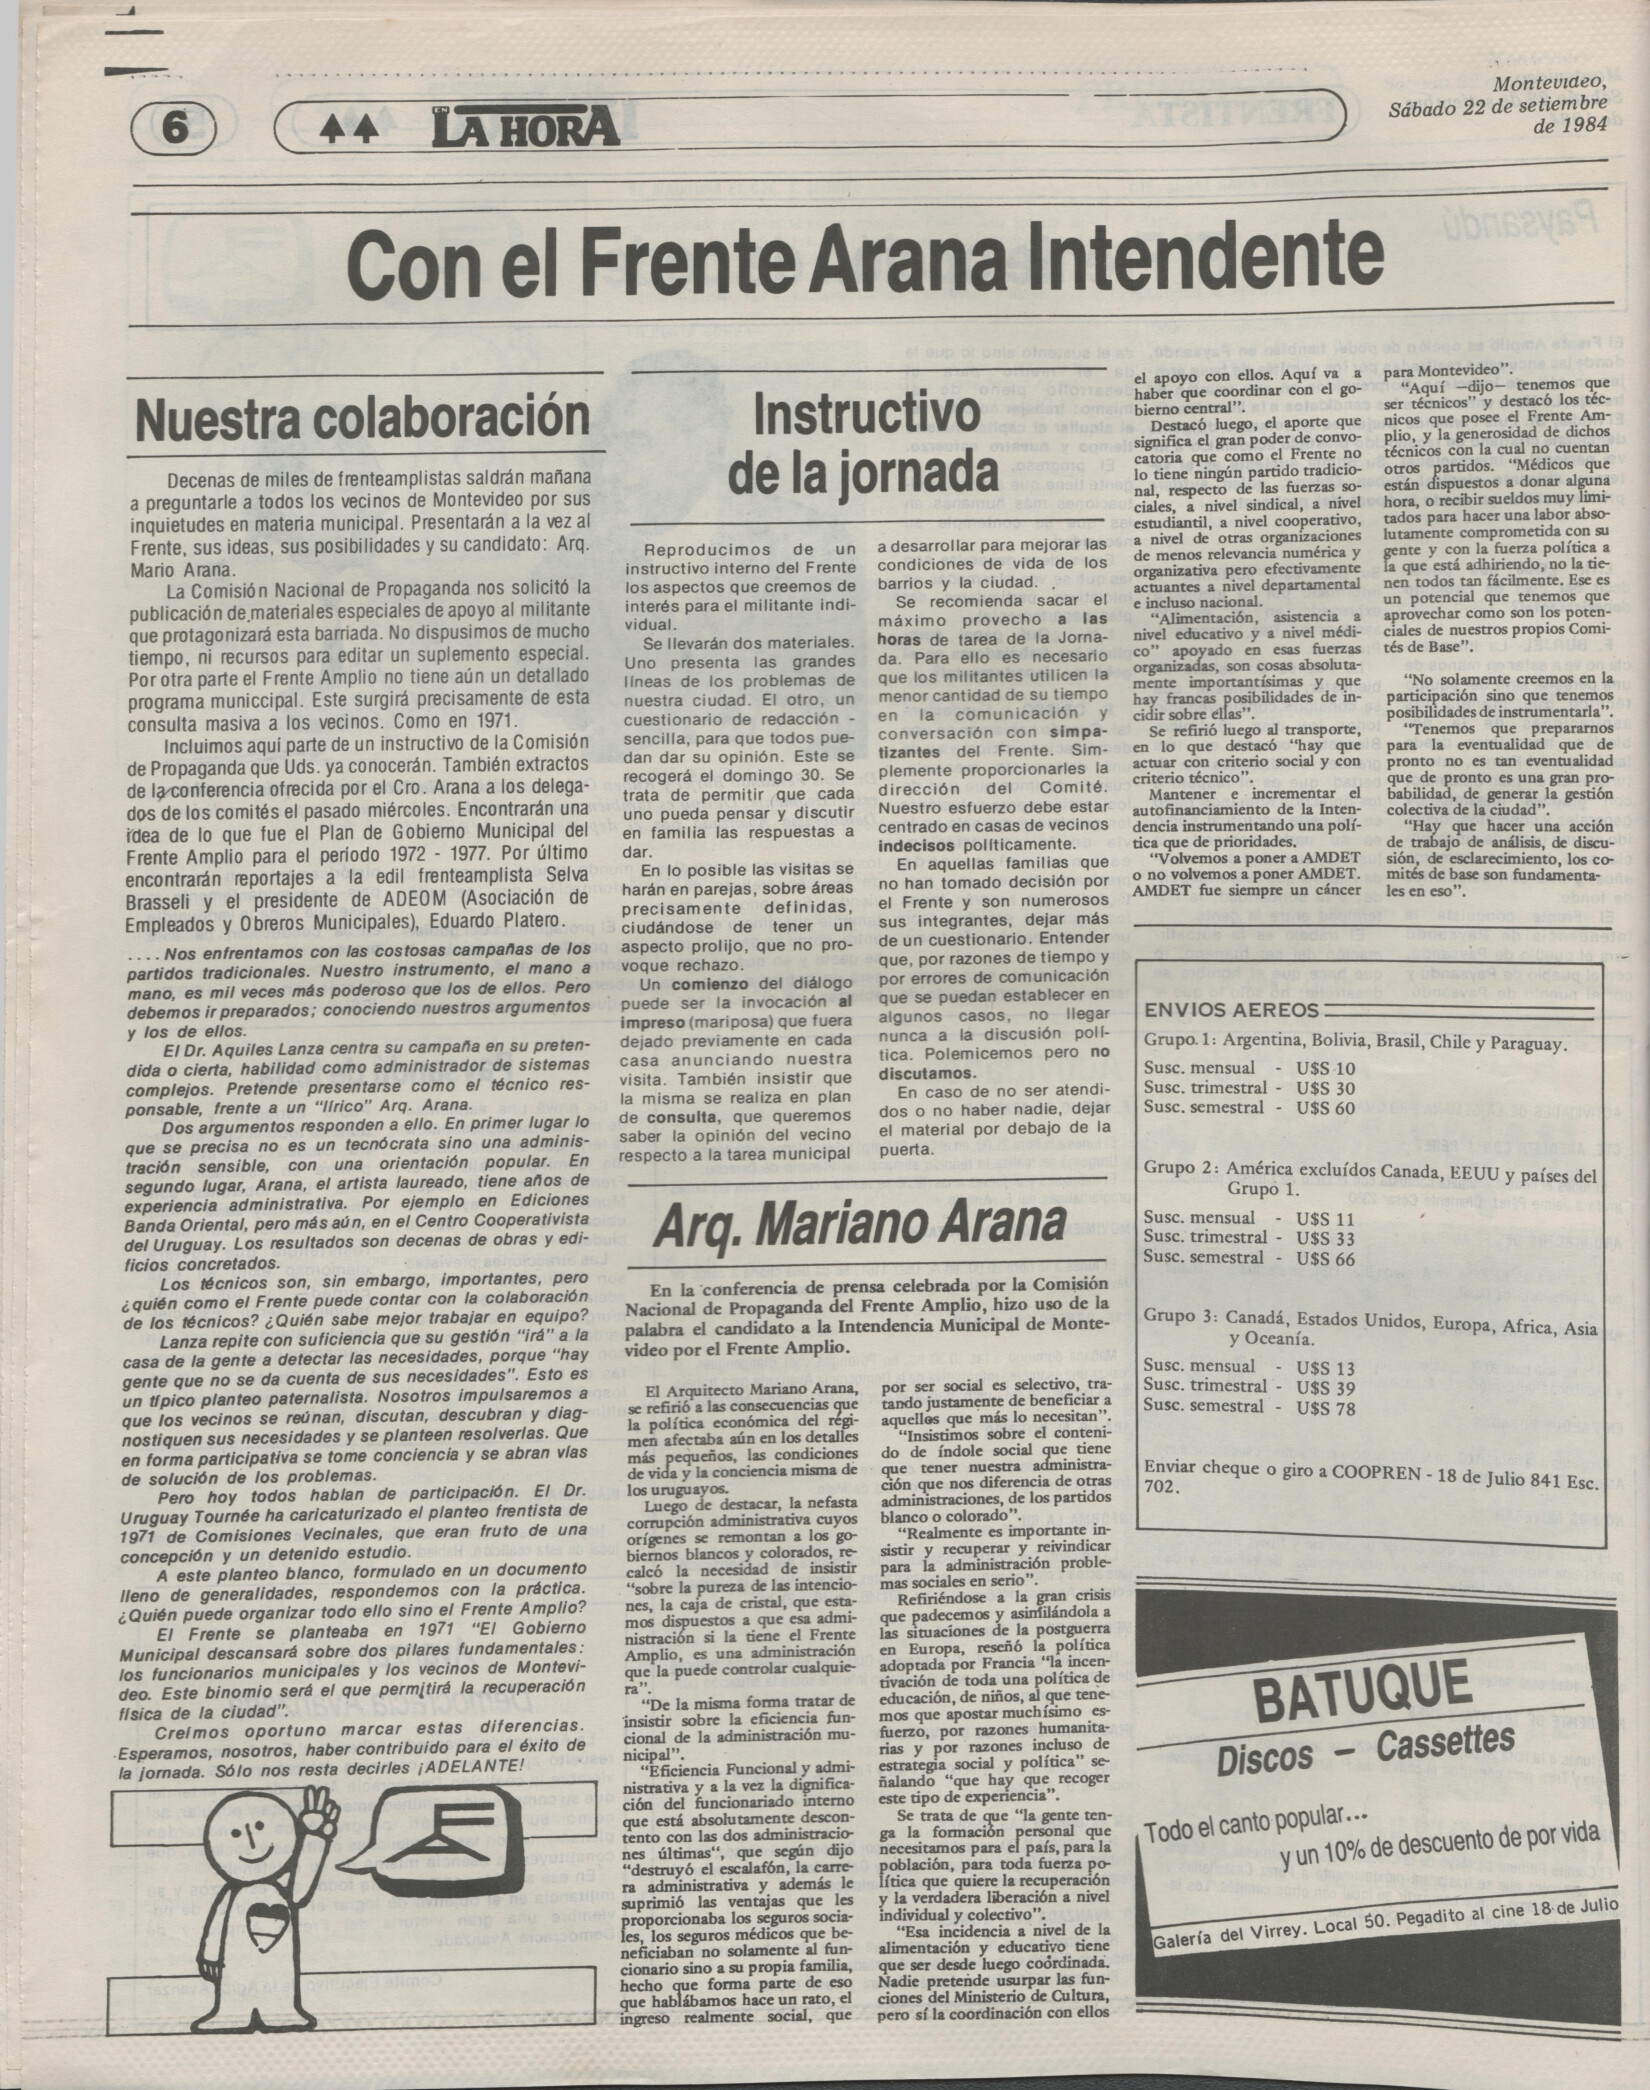 6
EN LA HORA
Montevideo,
Sábado 22 de setiembre
de 1984
Con el Frente Arana Intendente
Nuestra colaboración
Decenas de miles de frenteamplistas saldrán mañana
a preguntarle a todos los vecinos de Montevideo por sus
inquietudes en materia municipal. Presentarán a la vez al
Frente, sus ideas, sus posibilidades y su candidato: Arq.
Mario Arana.
La Comisión Nacional de Propaganda nos solicitó la
publicación de materiales especiales de apoyo al militante
que protagonizará esta barriada. No dispusimos de mucho
tiempo, ni recursos para editar un suplemento especial.
Por otra parte el Frente Amplio no tiene aún un detallado
programa municcipal. Este surgirá precisamente de esta
consulta masiva a los vecinos. Como en 1971.
Incluimos aquí parte de un instructivo de la Comisión
de Propaganda que Uds. ya conocerán. También extractos
de la conferencia ofrecida por el Cro. Arana a los delega-
dos de los comités el pasado miércoles. Encontrarán una
idea de lo que fue el Plan de Gobierno Municipal del
Frente Amplio para el período 1972 - 1977. Por último
encontrarán reportajes a la edil frenteamplista Selva
Brasseli y el presidente de ADEOM (Asociación de
Empleados y Obreros Municipales), Eduardo Platero.
.... Nos enfrentamos con las costosas campañas de los
partidos tradicionales. Nuestro instrumento, el mano a
mano, es mil veces más poderoso que los de ellos. Pero
debemos ir preparados; conociendo nuestros argumentos
y los de ellos.
El Dr. Aquiles Lanza centra su campaña en su preten-
dida o cierta, habilidad como administrador de sistemas
complejos. Pretende presentarse como el técnico res-
ponsable, frente a un "lírico" Arq. Arana.
Dos argumentos responden a ello. En primer lugar lo
que se precisa no es un tecnócrata sino una adminis-
tración sensible, con una orientación popular. En
segundo lugar, Arana, el artista laureado, tiene años de
experiencia administrativa. Por ejemplo en Ediciones
Banda Oriental, pero más aún, en el Centro Cooperativista
del Uruguay. Los resultados son decenas de obras y edi-
ficios concretados.
Los técnicos son, sin embargo, importantes, pero
¿quién como el Frente puede contar con la colaboración
de los técnicos? ¿Quién sabe mejor trabajar en equipo?
Lanza repite con suficiencia que su gestión "irá" a la
casa de la gente a detectar las necesidades, porque "hay
gente que no se da cuenta de sus necesidades". Esto es
un típico planteo paternalista. Nosotros impulsaremos a
que los vecinos se reúnan, discutan, descubran y diag-
nostiquen sus necesidades y se planteen resolverlas. Que
en forma participativa se tome conciencia y se abran vías
de solución de los problemas.
Pero hoy todos hablan de participación. El Dr.
Uruguay Tournée ha caricaturizado el planteo frentista de
1971 de Comisiones Vecinales, que eran fruto de una
concepción y un detenido estudio.
A este planteo blanco, formulado en un documento
lleno de generalidades, respondemos con la práctica.
¿Quién puede organizar todo ello sino el Frente Amplio?
El Frente se planteaba en 1971 "El Gobierno
Municipal descansará sobre dos pilares fundamentales:
los funcionarios municipales y los vecinos de Montevi-
deo. Este binomio será el que permitirá la recuperación
física de la ciudad".
Creímos oportuno marcar estas diferencias.
Esperamos, nosotros, haber contribuido para el éxito de
la jornada. Sólo nos resta decirles ¡ADELANTE!
Instructivo
de la jornada
Reproducimos de un
instructivo interno del Frente
los aspectos que creemos de
interés para el militante indi-
vidual.
Se llevarán dos materiales.
Uno presenta las grandes
líneas de los problemas de
nuestra ciudad. El otro, un
cuestionario de redacción -
sencilla, para que todos pue-
dan dar su opinión. Este se
recogerá el domingo 30. Se
trata de permitir que cada
uno pueda pensar y discutir
en familia las respuestas a
dar.
En lo posible las visitas se
harán en parejas, sobre áreas
precisamente definidas,
ciudándose de tener un
aspecto prolijo, que no pro-
voque rechazo.
Un comienzo del diálogo
puede ser la invocación al
impreso (mariposa) que fuera
dejado previamente en cada
casa anunciando nuestra
visita. También insistir que
la misma se realiza en plan
de consulta, que queremos
saber la opinión del vecino
respecto a la tarea municipal
a desarrollar para mejorar las
condiciones de vida de los
barrios y la ciudad.
Se recomienda sacar el
máximo provecho a las
horas de tarea de la Jorna-
da. Para ello es necesario
que los militantes utilicen la
menor cantidad de su tiempo
en la comunicación y
conversación con simpa-
tizantes del Frente. Sim-
plemente proporcionarles la
dirección del Comité.
Nuestro esfuerzo debe estar
centrado en casas de vecinos
indecisos políticamente.
En aquellas familias que
no han tomado decisión por
el Frente y son numerosos
sus integrantes, dejar más
de un cuestionario. Entender
que, por razones de tiempo y
por errores de comunicación
que se puedan establecer en
algunos casos, no llegar
nunca a la discusión polí-
tica. Polemicemos pero no
discutamos.
En caso de no ser atendi-
dos o no haber nadie, dejar
el material por debajo de la
puerta.
Arq. Mariano Arana
En la conferencia de prensa celebrada por la Comisión
Nacional de Propaganda del Frente Amplio, hizo uso de la
palabra el candidato a la Intendencia Municipal de Monte-
video por el Frente Amplio.
El Arquitecto Mariano Arana,
se refirió a las consecuencias que
la política económica del régi-
men afectaba aún en los detalles
más pequeños, las condiciones
de vida y la conciencia misma de
los uruguayos.
Luego de destacar, la nefasta
corrupción administrativa cuyos
orígenes se remontan a los go-
biernos blancos y colorados, re-
calcó la necesidad de insistir
"sobre la pureza de las intencio-
nes, la caja de cristal, que esta-
mos dispuestos a que esa admi-
nistración si la tiene el Frente
Amplio, es una administración
que la puede controlar cualquie-
ra".
"De la misma forma tratar de
insistir sobre la eficiencia fun-
cional de la administración mu-
nicipal".
"Eficiencia Funcional y admi-
nistrativa y a la vez la dignifica-
ción del funcionariado interno
que está absolutamente descon-
tento con las dos administracio-
nes últimas", que según dijo
"destruyó el escalafón, la carre-
ra administrativa y además le
suprimió las ventajas que les
proporcionaba los seguros socia-
les, los seguros médicos que be-
neficiaban no solamente al fun-
cionario sino a su propia familia,
hecho que forma parte de eso
que hablábamos hace un rato, el
ingreso realmente social, que
por ser social es selectivo, tra-
tando justamente de beneficiar a
aquellos que más lo necesitan".
"Insistimos sobre el conteni-
do de índole social que tiene
que tener nuestra administra-
ción que nos diferencia de otras
administraciones, de los partidos
blanco o colorado".
"Realmente es importante in-
sistir y recuperar y reivindicar
para la administración proble-
mas sociales en serio".
Refiriéndose a la gran crisis
que padecemos y asimilándola a
las situaciones de la postguerra
en Europa, reseñó la política
adoptada por Francia "la incen-
tivación de toda una política de
educación, de niños, al que tene-
mos que apostar muchísimo es-
fuerzo, por razones humanita-
rias y por razones incluso de
estrategia social y política" se-
ñalando "que hay que recoger
este tipo de experiencia".
Se trata de que "la gente ten-
ga la formación personal que
necesitamos para el país, para la
población, para toda fuerza po-
lítica que quiere la recuperación
y la verdadera liberación a nivel
individual y colectivo".
"Esa incidencia a nivel de la
alimentación y educativo tiene
que ser desde luego coordinada.
Nadie pretende usurpar las fun-
ciones del Ministerio de Cultura,
pero sí la coordinación con ellos
el apoyo con ellos. Aquí va a
haber que coordinar con el go-
bierno central".
Destacó luego, el aporte que
significa el gran poder de convo-
catoria que como el Frente no
lo tiene ningún partido tradicio-
nal, respecto de las fuerzas so-
ciales, a nivel sindical, a nivel
estudiantil, a nivel cooperativo,
a nivel de otras organizaciones
de menos relevancia numérica y
organizativa pero efectivamente
actuantes a nivel departamental
e incluso nacional.
"Alimentación, asistencia a
nivel educativo y a nivel médi-
co" apoyado en esas fuerzas
organizadas, son cosas absoluta-
mente importantísimas y que
hay francas posibilidades de in-
cidir sobre ellas".
Se refirió luego al transporte,
en lo que destacó "hay que
actuar con criterio social y con
criterio técnico".
Mantener e incrementar el
autofinanciamiento de la Inten-
dencia instrumentando una polí-
tica que de prioridades.
"Volvemos a poner a AMDET
o no volvemos a poner AMDET.
AMDET fue siempre un cáncer
para Montevideo".
"Aquí —dijo— tenemos que
ser técnicos" y destacó los téc-
nicos que posee el Frente Am-
plio, y la generosidad de dichos
técnicos con la cual no cuentan
otros partidos. "Médicos que
están dispuestos a donar alguna
hora, o recibir sueldos muy limi-
tados para hacer una labor abso-
lutamente comprometida con su
gente y con la fuerza política a
la que está adhiriendo, no la tie-
nen todos tan fácilmente. Ese es
un potencial que tenemos que
aprovechar como son los poten-
ciales de nuestros propios Comi-
tés de Base".
"No solamente creemos en la
participación sino que tenemos
posibilidades de instrumentarla".
"Tenemos que prepararnos
para la eventualidad que de
pronto no es tan eventualidad
que de pronto es una gran pro-
babilidad, de generar la gestión
colectiva de la ciudad".
"Hay que hacer una acción
de trabajo de análisis, de discu-
sión, de esclarecimiento, los co-
mités de base son fundamenta-
les en eso".
ENVIOS AEREOS
Grupo 1: Argentina, Bolivia, Brasil, Chile y Paraguay.
Susc. mensual - U$S 10
Susc. trimestral - U$S 30
Susc. semestral - U$S 60
Grupo 2: América excluídos Canada, EEUU y países del
Grupo 1.
Susc. mensual - U$S 11
Susc. trimestral - U$S 33
Susc. semestral - U$S 66
Grupo 3: Canadá, Estados Unidos, Europa, Africa, Asia
y Oceanía.
Susc. mensual - U$S 13
Susc. trimestral - U$S 39
Susc. semestral - U$S 78
Enviar cheque o giro a COOPREN - 18 de Julio 841 Esc.
702.
BATUQUE
Discos — Cassettes
Todo el canto popular...
y un 10% de descuento de por vida
Galería del Virrey. Local 50. Pegadito al cine 18 de Julio